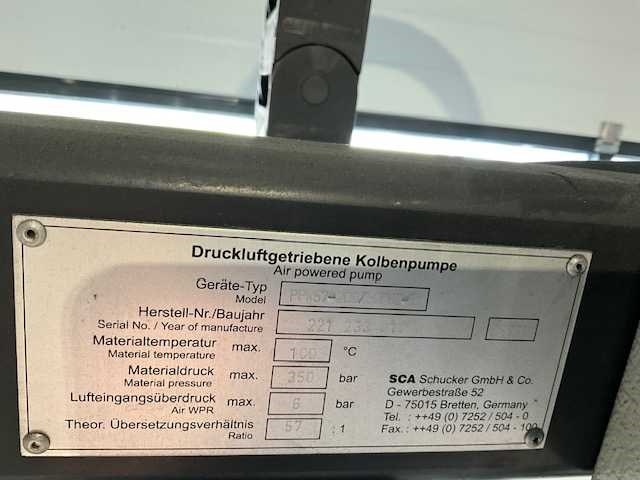 Druckluftgetriebene Kolbenpumpe
Air powered pump
Geräte-Typ
Model
Herstell-Nr./Baujahr
Serial No. / Year of manufacture
221 233
Materialtemperatur max. 100 °C
Material temperature
Materialdruck max. 350 bar
Material pressure
Lufteingangsüberdruck max. 6 bar
Air WPR
Theor. Übersetzungsverhältnis 57 : 1
Ratio
SCA Schucker GmbH & Co.
Gewerbestraße 52
D - 75015 Bretten, Germany
Tel. : ++49 (0) 7252 / 504 - 0
Fax. : ++49 (0) 7252 / 504 - 100